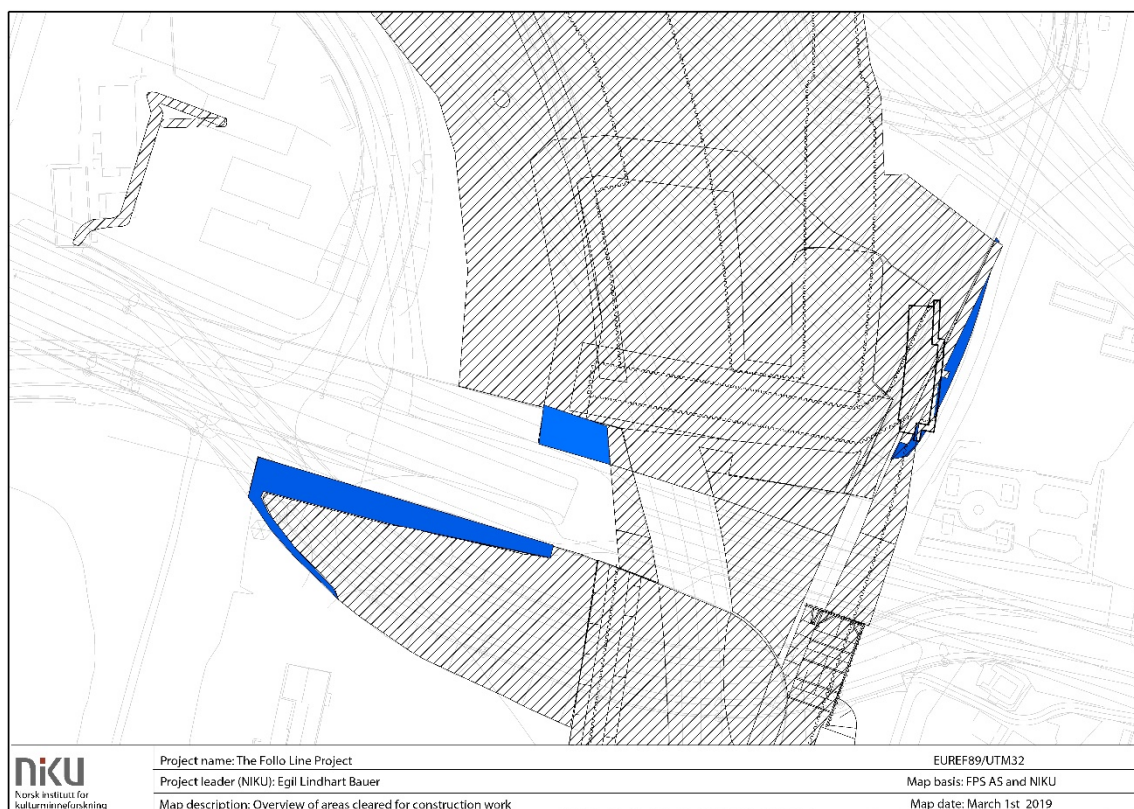 niku
Norsk institutt for
kulturminneforskning
Project name: The Follo Line Project
Project leader (NIKU): Egil Lindhart Bauer
Map description: Overview of areas cleared for construction work
EUREF89/UTM32
Map basis: FPS AS and NIKU
Map date: March 1st 2019